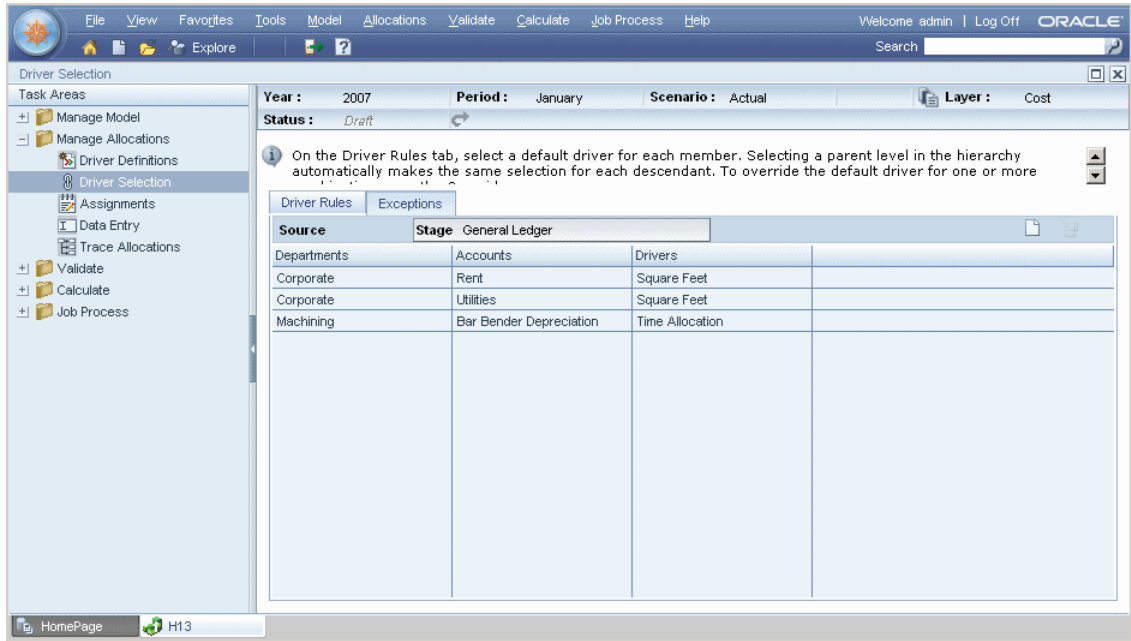 File View Favorites Tools Model Allocations Validate Calculate Job Process Help Welcome admin | Log Off ORACLE
Explore Search
Driver Selection
Task Areas
Manage Model
Manage Allocations
Driver Definitions
Driver Selection
Assignments
Data Entry
Trace Allocations
Validate
Calculate
Job Process
Year : 2007 Period : January Scenario : Actual Layer : Cost
Status : Draft
On the Driver Rules tab, select a default driver for each member. Selecting a parent level in the hierarchy
automatically makes the same selection for each descendant. To override the default driver for one or more
Driver Rules Exceptions
Source Stage General Ledger
Departments Accounts Drivers
Corporate Rent Square Feet
Corporate Utilities Square Feet
Machining Bar Bender Depreciation Time Allocation
HomePage H13